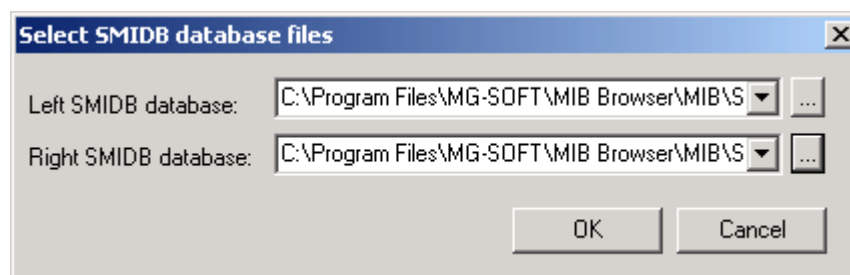 Select SMIDB database files
Left SMIDB database: C:\Program Files\MG-SOFT\MIB Browser\MIB\S ...
Right SMIDB database: C:\Program Files\MG-SOFT\MIB Browser\MIB\S ...
OK Cancel